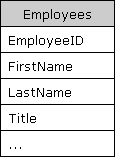 Employees
EmployeeID
FirstName
LastName
Title
...